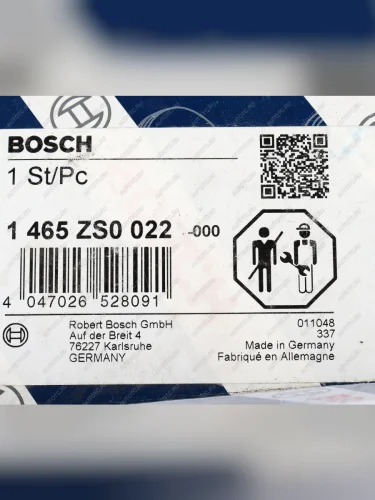 BOSCH
1 St/Pc
1 465 ZS0 022 -000
4 047026 528091
Robert Bosch GmbH
Auf der Breit 4
76227 Karlsruhe
GERMANY
011048
337
Made in Germany
Fabriqué en Allemagne